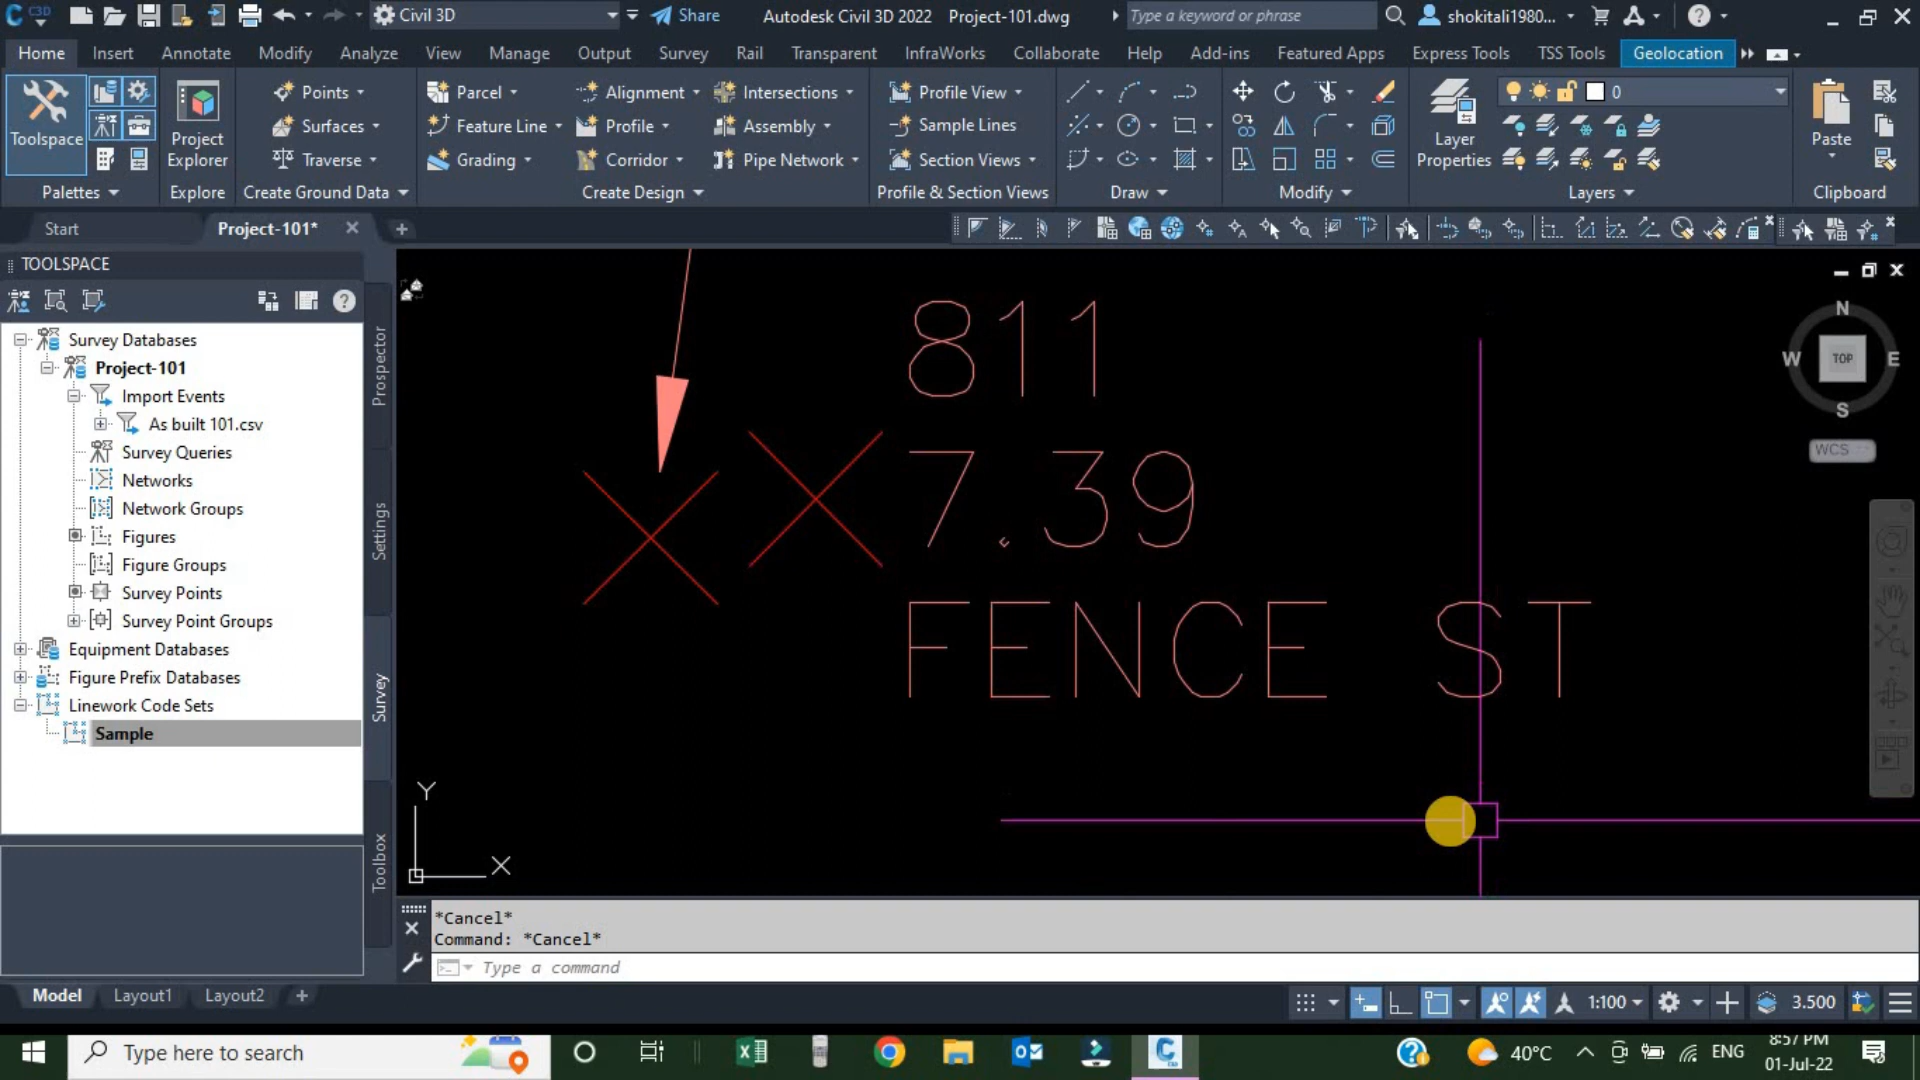 C3D
Civil 3D
Share
Autodesk Civil 3D 2022 Project-101.dwg
Type a keyword or phrase
shokitali1980...
Home Insert Annotate Modify Analyze View Manage Output Survey Rail Transparent InfraWorks Collaborate Help Add-ins Featured Apps Express Tools TSS Tools Geolocation
Toolspace
Project Explorer
Points
Surfaces
Traverse
Parcel
Feature Line
Grading
Alignment
Profile
Corridor
Intersections
Assembly
Pipe Network
Profile View
Sample Lines
Section Views
Layer Properties
0
Paste
Palettes Explore Create Ground Data Create Design Profile & Section Views Draw Modify Layers Clipboard
Start
Project-101*
TOOLSPACE
Survey Databases
Project-101
Import Events
As built 101.csv
Survey Queries
Networks
Network Groups
Figures
Figure Groups
Survey Points
Survey Point Groups
Equipment Databases
Figure Prefix Databases
Linework Code Sets
Sample
Prospector
Settings
Survey
Toolbox
811
7.39
FENCE ST
N
W TOP E
S
WCS
Y
X
*Cancel*
Command: *Cancel*
Type a command
Model Layout1 Layout2
1:100
3.500
Type here to search
40°C
ENG
8:57 PM
01-Jul-22